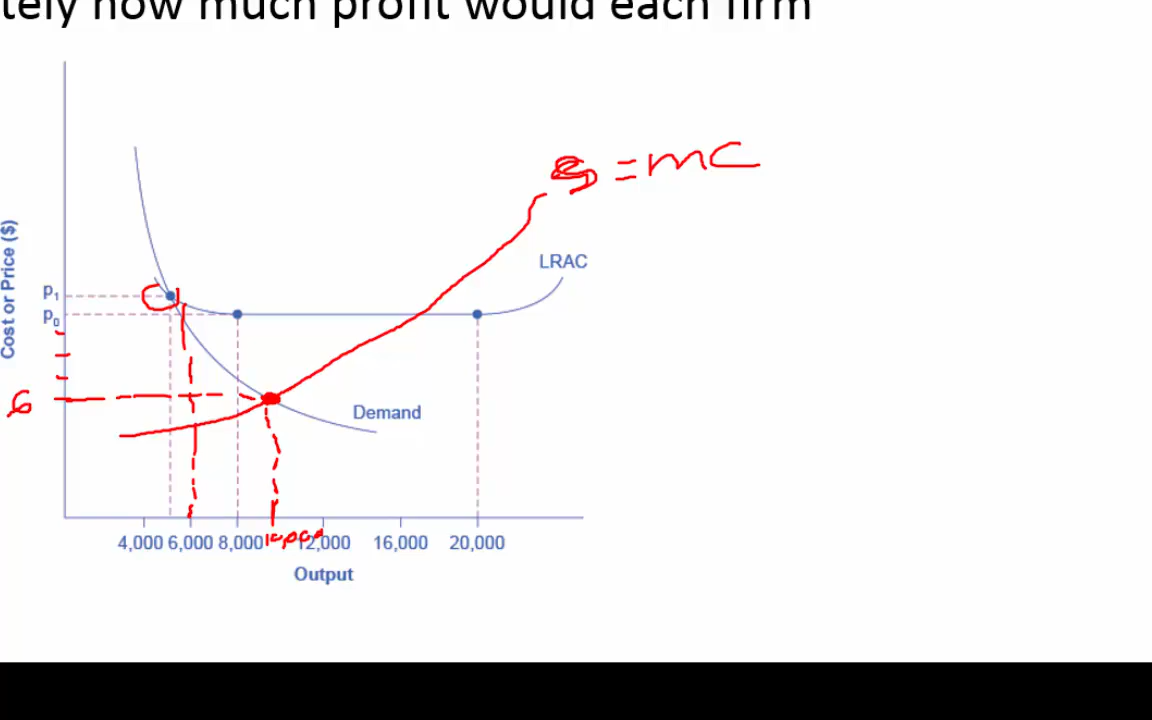 tely how much profit would each firm
S = MC
Cost or Price ($)
LRAC
P₁
P₀
6
Demand
4,000 6,000 8,000 10,000 12,000 16,000 20,000
Output